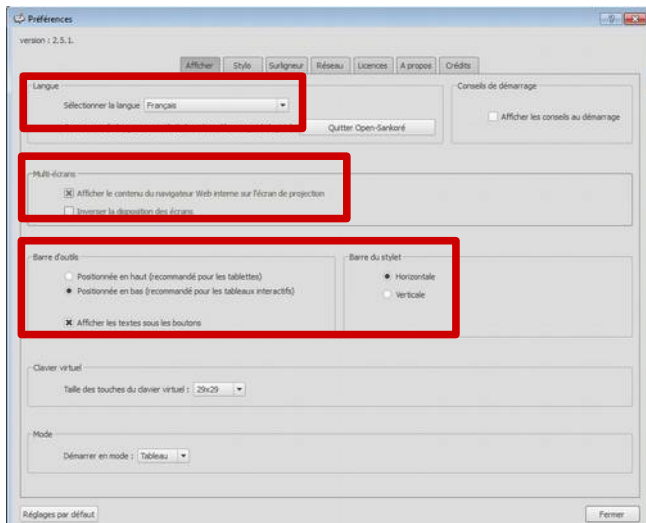 Préférences
version : 2.5.1.
Afficher Stylo Surligneur Réseau Licences A propos Crédits
Langue
Sélectionner la langue Français
Quitter Open-Sankoré
Conseils de démarrage
Afficher les conseils au démarrage
Multi-écrans
Afficher le contenu du navigateur Web interne sur l'écran de projection
Inverser la disposition des écrans
Barre d'outils
Positionnée en haut (recommandé pour les tablettes)
Positionnée en bas (recommandé pour les tableaux interactifs)
Afficher les textes sous les boutons
Barre du stylet
Horizontale
Verticale
Clavier virtuel
Taille des touches du clavier virtuel : 29x29
Mode
Démarrer en mode : Tableau
Réglages par défaut
Fermer